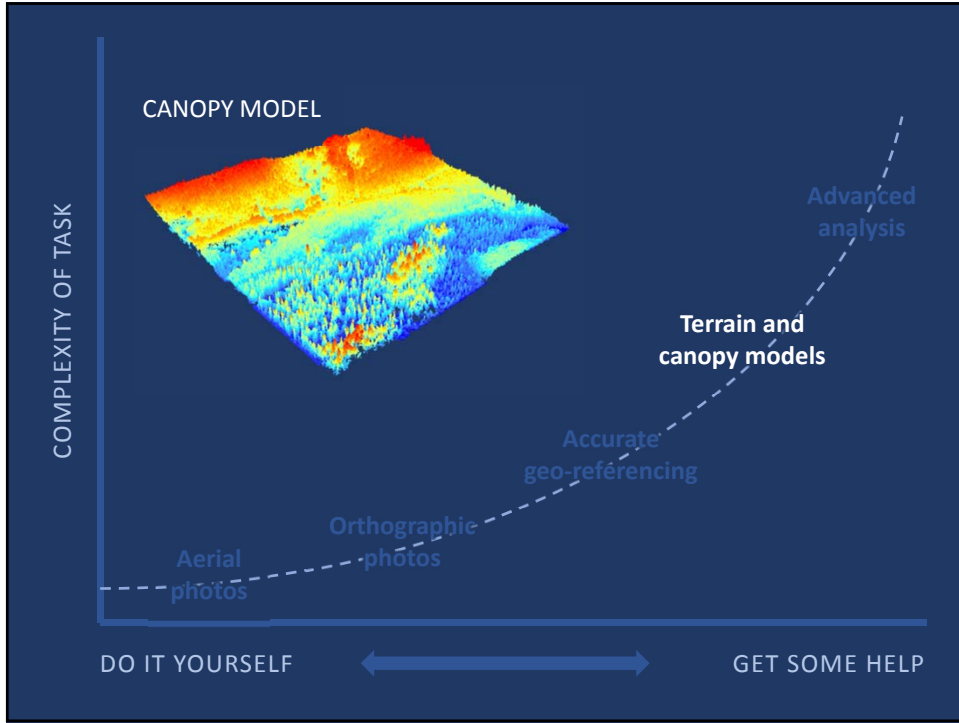 CANOPY MODEL
COMPLEXITY OF TASK
Advanced
analysis
Terrain and
canopy models
Accurate
geo-referencing
Orthographic
photos
Aerial
photos
DO IT YOURSELF
GET SOME HELP